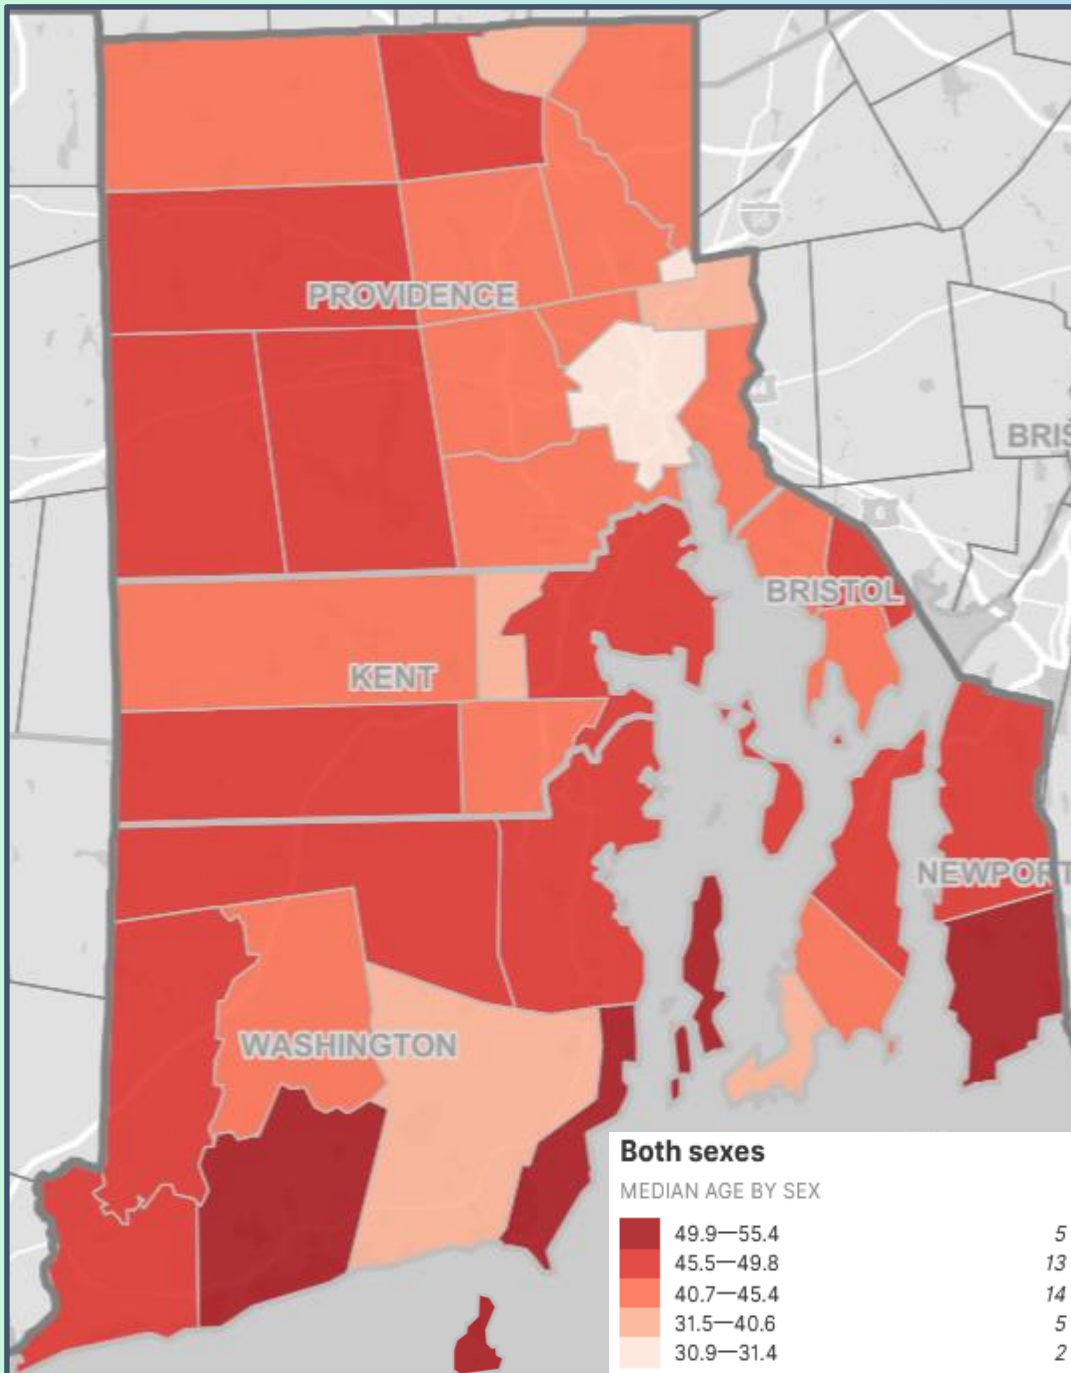 PROVIDENCE
BRIS
BRISTOL
KENT
NEWPORT
WASHINGTON
Both sexes
MEDIAN AGE BY SEX
49.9—55.4 5
45.5—49.8 13
40.7—45.4 14
31.5—40.6 5
30.9—31.4 2